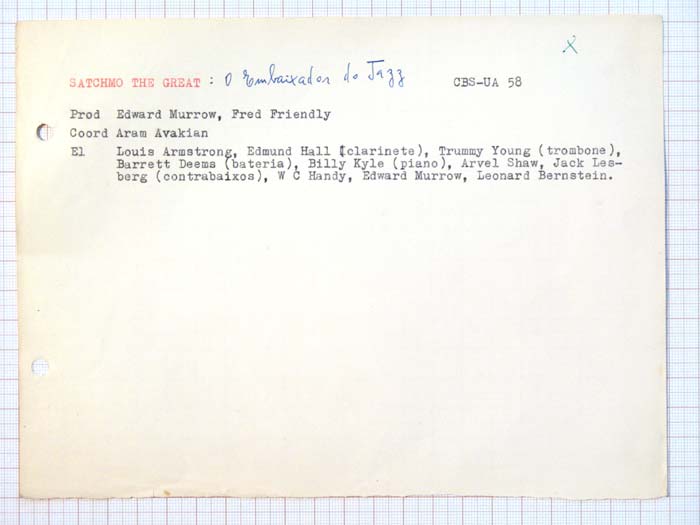 X
SATCHMO THE GREAT : O Embaixador do Jazz CBS-UA 58
Prod Edward Murrow, Fred Friendly
Coord Aram Avakian
El Louis Armstrong, Edmund Hall (clarinete), Trummy Young (trombone),
Barrett Deems (bateria), Billy Kyle (piano), Arvel Shaw, Jack Les-
berg (contrabaixos), W C Handy, Edward Murrow, Leonard Bernstein.